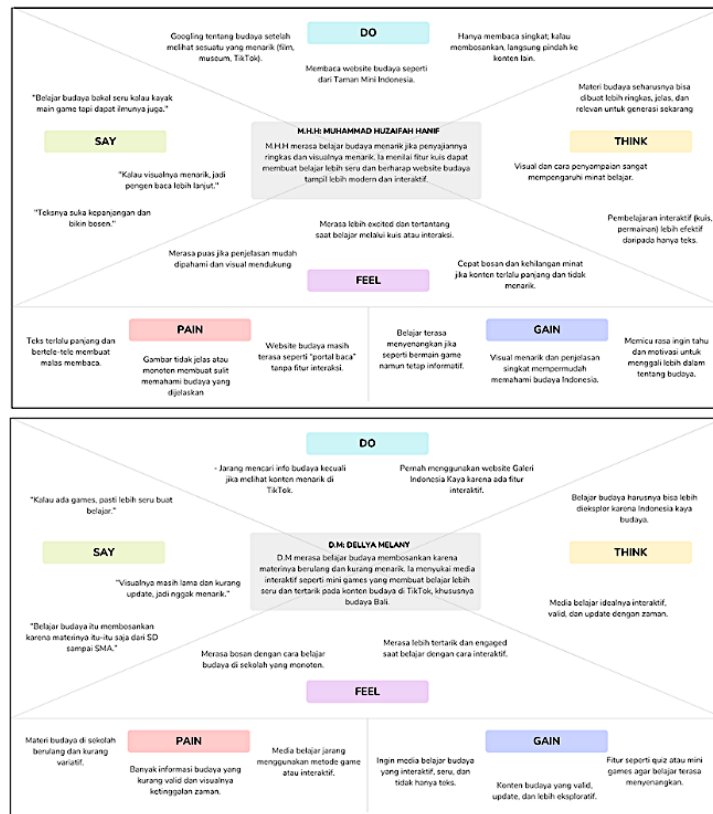 DO
Googling tentang budaya setelah
melihat sesuatu yang menarik (film,
museum, TikTok).
Membaca website budaya seperti
dari Taman Mini Indonesia.
Hanya membaca singkat; kalau
membosankan, langsung pindah ke
konten lain.
"Belajar budaya bakal seru kalau kayak
main game tapi dapat ilmunya juga."
SAY
"Kalau visualnya menarik, jadi
pengen baca lebih lanjut."
"Teksnya suka kepanjangan dan
bikin bosen."
M.H.H: MUHAMMAD HUZAIFAH HANIF
M.H.H merasa belajar budaya menarik jika penyajiannya
ringkas dan visualnya menarik. Ia menilai fitur kuis dapat
membuat belajar lebih seru dan berharap website budaya
tampil lebih modern dan interaktif.
Materi budaya seharusnya bisa
dibuat lebih ringkas, jelas, dan
relevan untuk generasi sekarang
THINK
Visual dan cara penyampaian sangat
mempengaruhi minat belajar.
Pembelajaran interaktif (kuis,
permainan) lebih efektif
daripada hanya teks.
Merasa lebih excited dan tertantang
saat belajar melalui kuis atau interaksi.
Merasa puas jika penjelasan mudah
dipahami dan visual mendukung
FEEL
Cepat bosan dan kehilangan minat
jika konten terlalu panjang dan tidak
menarik.
Teks terlalu panjang dan
bertele-tele membuat
malas membaca.
PAIN
Gambar tidak jelas atau
monoton membuat sulit
memahami budaya yang
dijelaskan
Website budaya masih
terasa seperti "portal baca"
tanpa fitur interaksi.
Belajar terasa
menyenangkan jika
seperti bermain game
namun tetap informatif.
GAIN
Visual menarik dan penjelasan
singkat mempermudah
memahami budaya Indonesia.
Memicu rasa ingin tahu
dan motivasi untuk
menggali lebih dalam
tentang budaya.
DO
- Jarang mencari info budaya kecuali
jika melihat konten menarik di
TikTok.
Pernah menggunakan website Galeri
Indonesia Kaya karena ada fitur
interaktif.
"Kalau ada games, pasti lebih seru buat
belajar."
SAY
"Visualnya masih lama dan kurang
update, jadi nggak menarik."
"Belajar budaya itu membosankan
karena materinya itu-itu saja dari SD
sampai SMA."
D.M: DELLYA MELANY
D.M merasa belajar budaya membosankan karena
materinya berulang dan kurang menarik. Ia menyukai media
interaktif seperti mini games yang membuat belajar lebih
seru dan tertarik pada konten budaya di TikTok, khususnya
budaya Bali.
Belajar budaya harusnya bisa lebih
dieksplor karena Indonesia kaya
budaya.
THINK
Media belajar idealnya interaktif,
valid, dan update dengan zaman.
Merasa bosan dengan cara belajar
budaya di sekolah yang monoton.
Merasa lebih tertarik dan engaged
saat belajar dengan cara interaktif.
FEEL
Materi budaya di sekolah
berulang dan kurang
variatif.
PAIN
Banyak informasi budaya yang
kurang valid dan visualnya
ketinggalan zaman.
Media belajar jarang
menggunakan metode game
atau interaktif.
Ingin media belajar budaya
yang interaktif, seru, dan
tidak hanya teks.
GAIN
Konten budaya yang valid,
update, dan lebih eksploratif.
Fitur seperti quiz atau mini
games agar belajar terasa
menyenangkan.